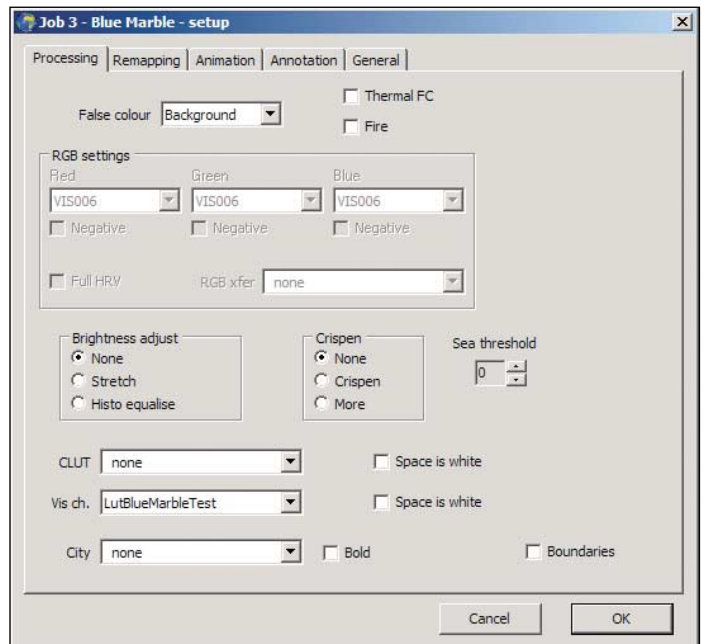 Job 3 - Blue Marble - setup
Processing Remapping Animation Annotation General
Thermal FC
False colour Background
Fire
RGB settings
Red Green Blue
VIS006 VIS006 VIS006
Negative Negative Negative
Full HRV RGB xfer none
Brightness adjust Crispen Sea threshold
None None
0
Stretch Crispen
Histo equalise More
CLUT none Space is white
Vis ch. LutBlueMarbleTest Space is white
City none Bold Boundaries
Cancel OK